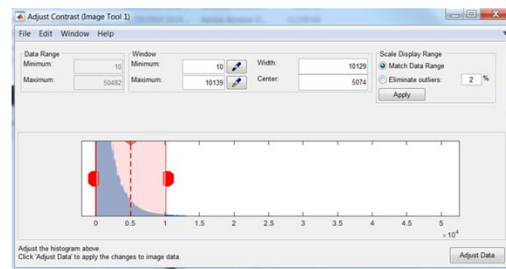 Adjust Contrast (Image Tool 1)
File Edit Window Help
Data Range
Minimum: 10
Maximum: 50482
Window
Minimum: 10
Maximum: 10139
Width: 10129
Center: 5074
Scale Display Range
Match Data Range
Eliminate outliers: 2 %
Apply
0 0.5 1 1.5 2 2.5 3 3.5 4 4.5 5
×10⁴
Adjust the histogram above.
Click 'Adjust Data' to apply the changes to image data.
Adjust Data